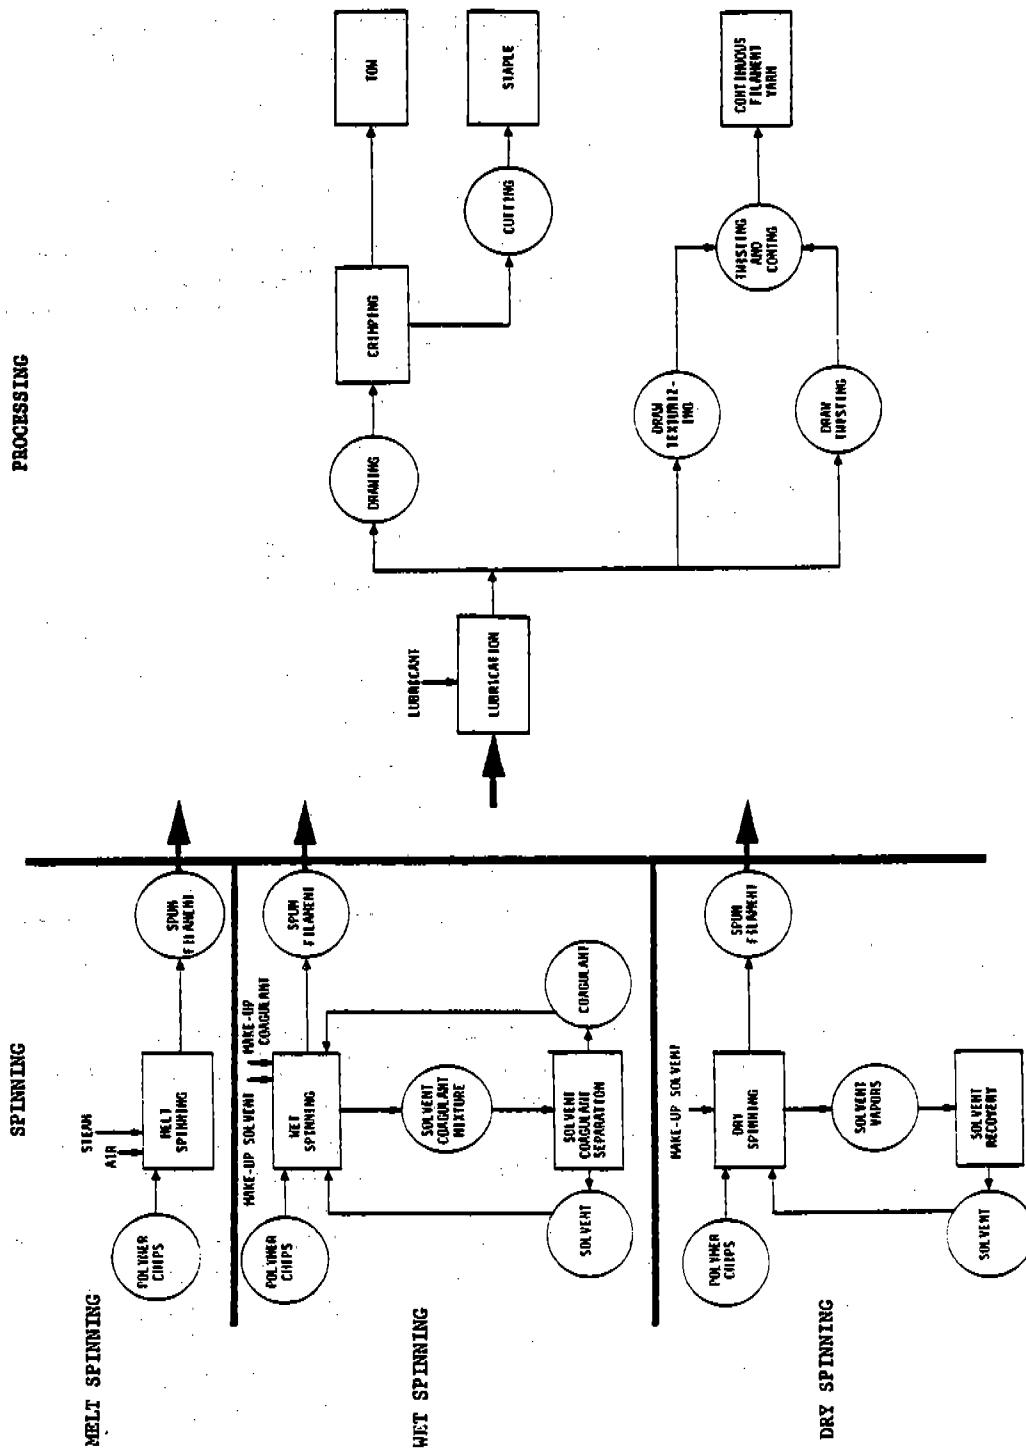 SPINNING
PROCESSING
MELT SPINNING
STEAM
AIR
POLYMER
CHIPS
MELT
SPINNING
SPUN
FILAMENT
WET SPINNING
MAKE-UP SOLVENT
MAKE-UP
COAGULANT
POLYMER
CHIPS
WET
SPINNING
SPUN
FILAMENT
SOLVENT
COAGULANT
MIXTURE
SOLVENT
COAGULANT
SEPARATION
SOLVENT
COAGULANT
DRY SPINNING
MAKE-UP SOLVENT
POLYMER
CHIPS
DRY
SPINNING
SPUN
FILAMENT
SOLVENT
VAPORS
SOLVENT
RECOVERY
SOLVENT
LUBRICANT
LUBRICATION
DRAWING
CRIMPING
TOW
CUTTING
STAPLE
DRAW
TEXTURIZ-
ING
DRAW
TWISTING
TWISTING
AND
CONING
CONTINUOUS
FILAMENT
YARN